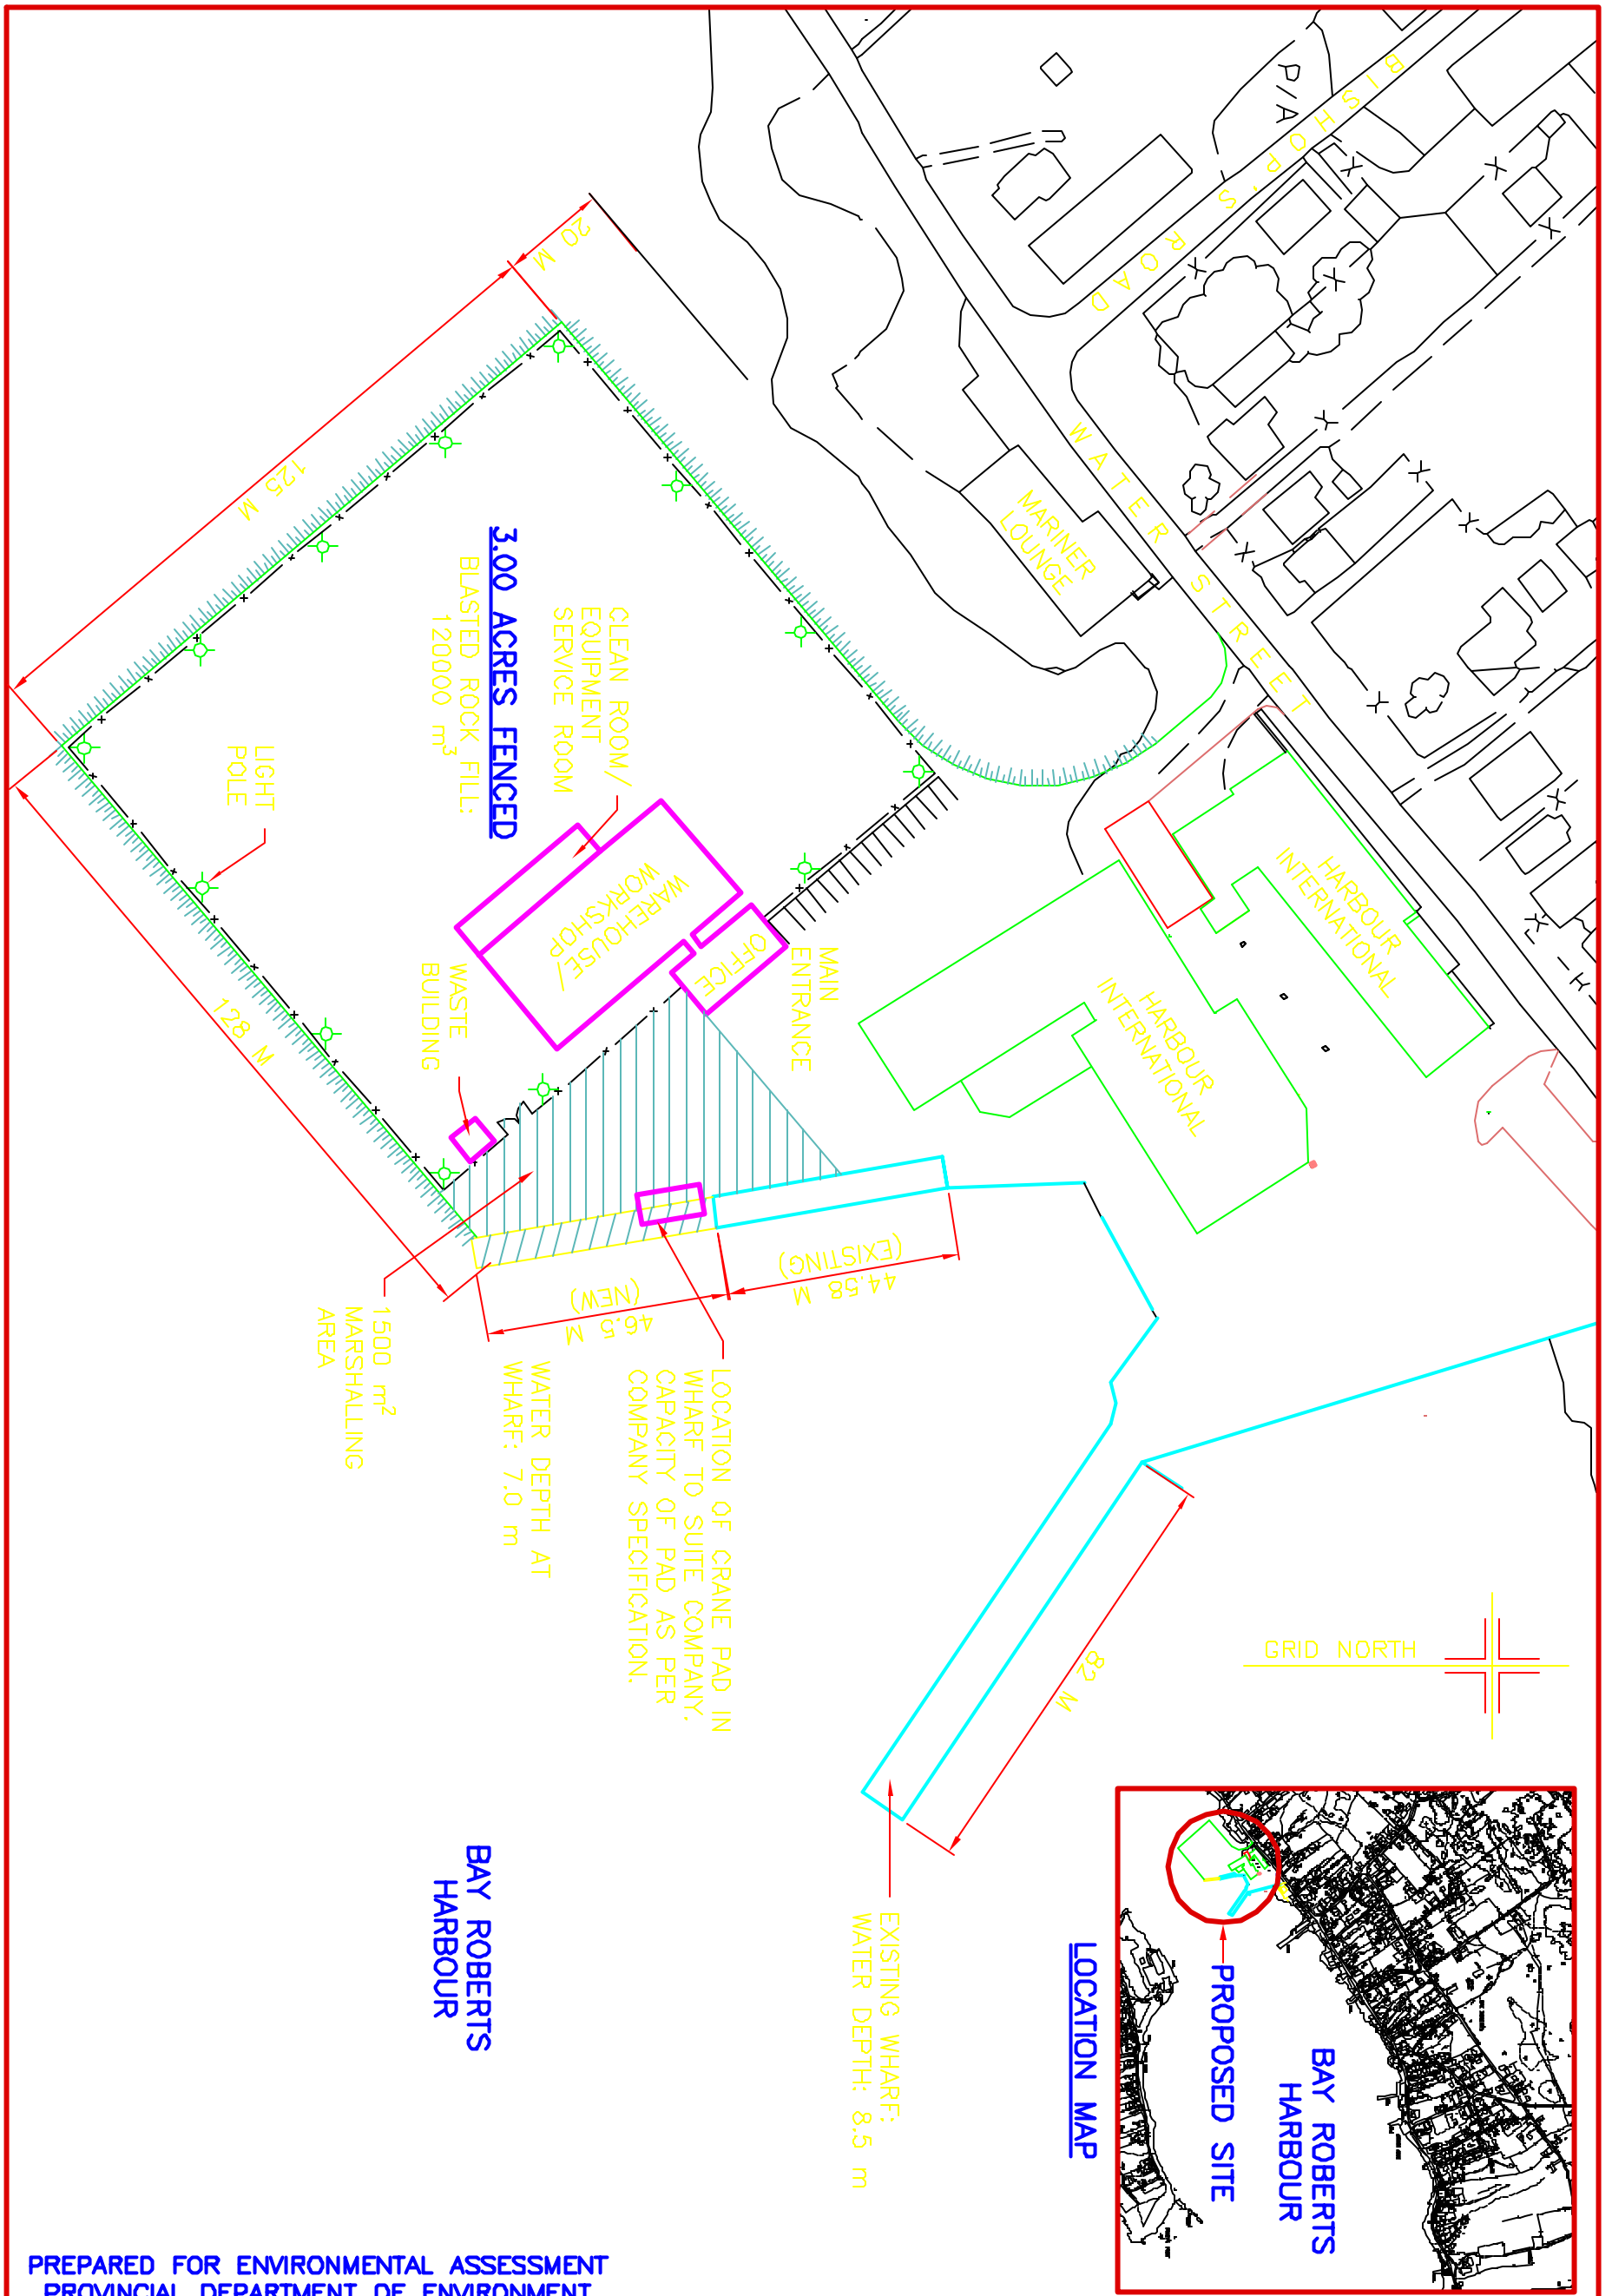 BISHOP'S ROAD
WATER STREET
MARINER
LOUNGE
HARBOUR
INTERNATIONAL
HARBOUR
INTERNATIONAL
20 M
125 M
128 M
3.00 ACRES FENCED
BLASTED ROCK FILL:
120000 m³
CLEAN ROOM/
EQUIPMENT
SERVICE ROOM
LIGHT
POLE
WAREHOUSE/
WORKSHOP
OFFICE
MAIN
ENTRANCE
WASTE
BUILDING
44.58 M
(EXISTING)
46.5 M
(NEW)
1500 m²
MARSHALLING
AREA
WATER DEPTH AT
WHARF: 7.0 m
LOCATION OF CRANE PAD IN
WHARF TO SUITE COMPANY.
CAPACITY OF PAD AS PER
COMPANY SPECIFICATION.
82 M
GRID NORTH
EXISTING WHARF:
WATER DEPTH: 8.5 m
BAY ROBERTS
HARBOUR
LOCATION MAP
PROPOSED SITE
BAY ROBERTS
HARBOUR
PREPARED FOR ENVIRONMENTAL ASSESSMENT
PROVINCIAL DEPARTMENT OF ENVIRONMENT